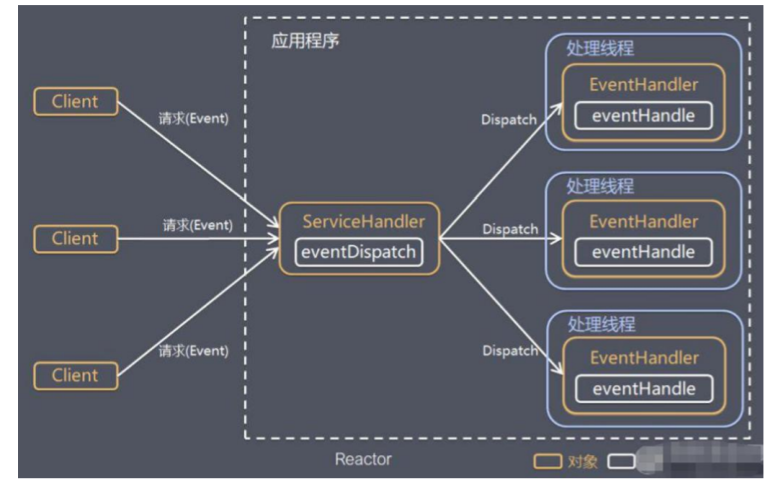 应用程序
处理线程
EventHandler
eventHandle
Client
请求(Event)
Dispatch
处理线程
EventHandler
eventHandle
Client
请求(Event)
ServiceHandler
eventDispatch
Dispatch
处理线程
EventHandler
eventHandle
Client
请求(Event)
Dispatch
Reactor
对象